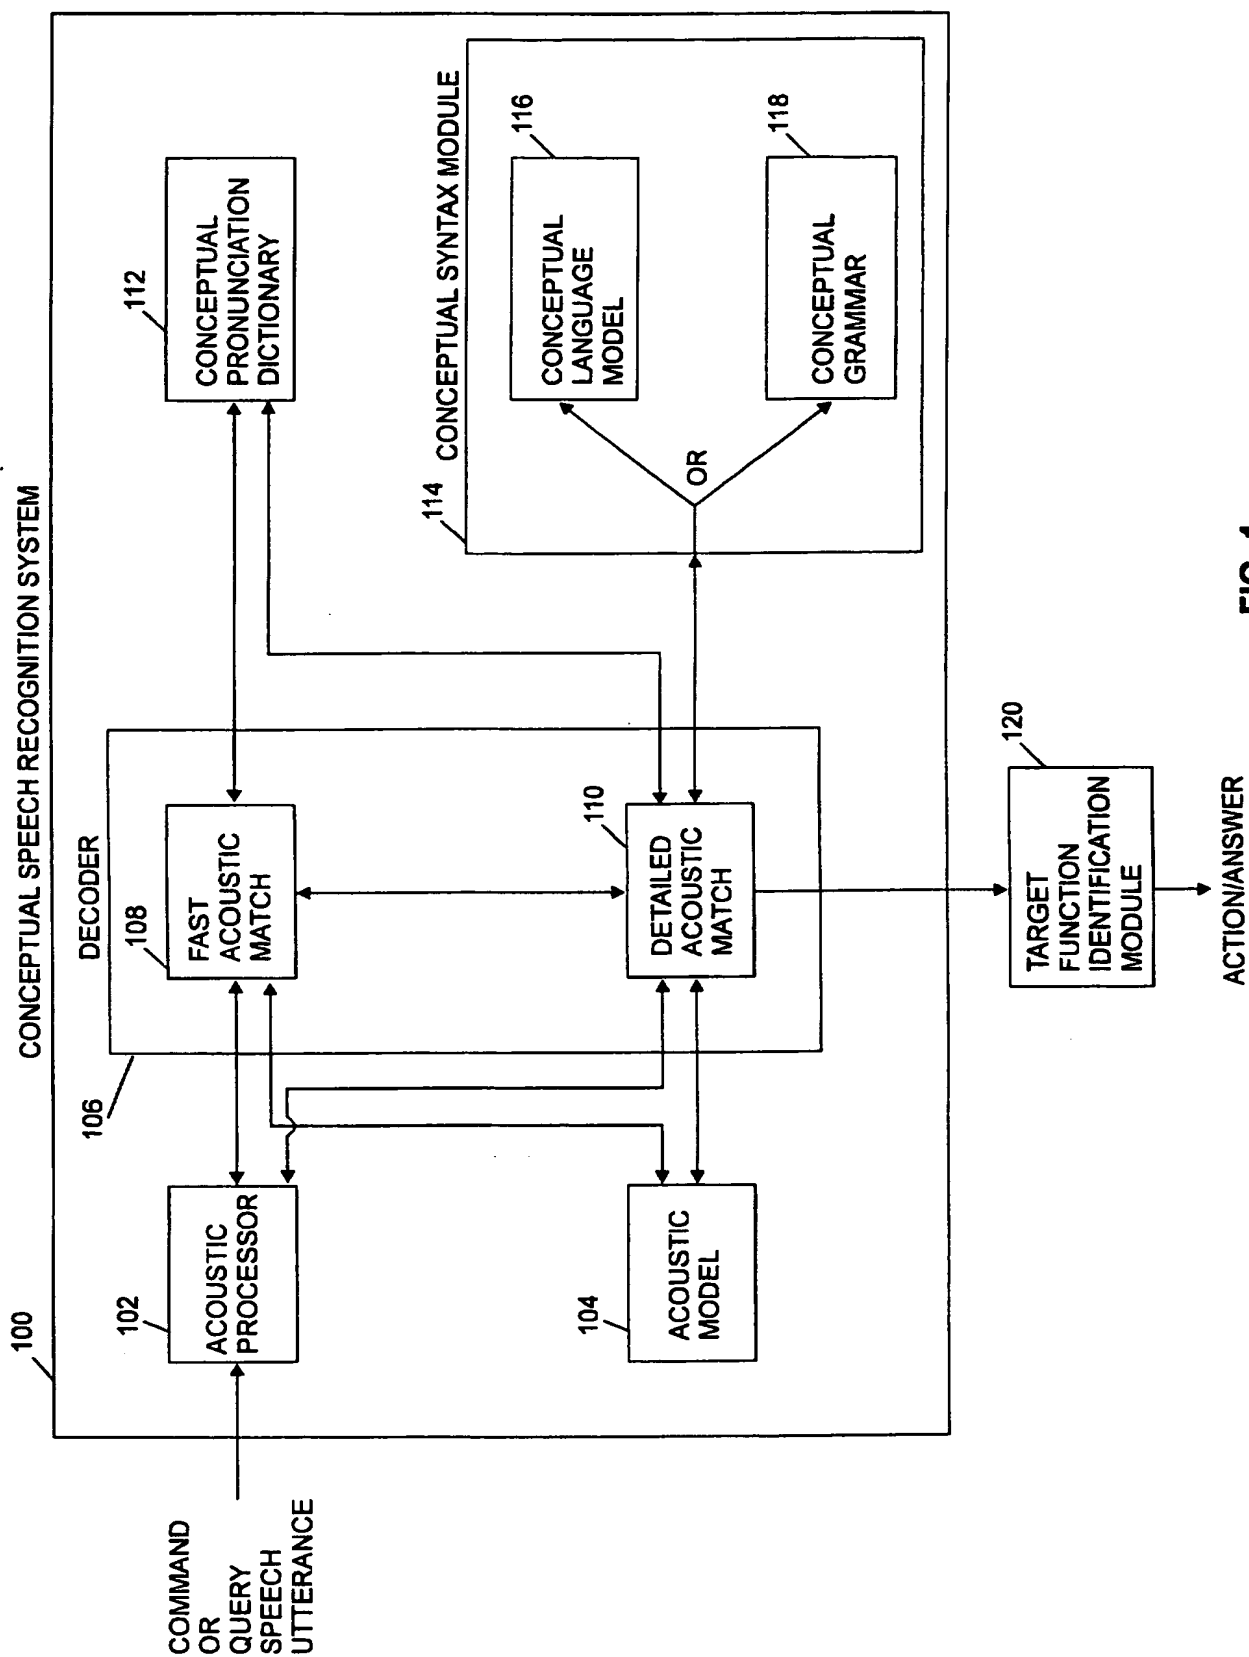 CONCEPTUAL SPEECH RECOGNITION SYSTEM
100
COMMAND
OR
QUERY
SPEECH
UTTERANCE
102
ACOUSTIC
PROCESSOR
104
ACOUSTIC
MODEL
106
DECODER
108
FAST
ACOUSTIC
MATCH
110
DETAILED
ACOUSTIC
MATCH
112
CONCEPTUAL
PRONUNCIATION
DICTIONARY
114
CONCEPTUAL SYNTAX MODULE
OR
116
CONCEPTUAL
LANGUAGE
MODEL
118
CONCEPTUAL
GRAMMAR
120
TARGET
FUNCTION
IDENTIFICATION
MODULE
ACTION/ANSWER